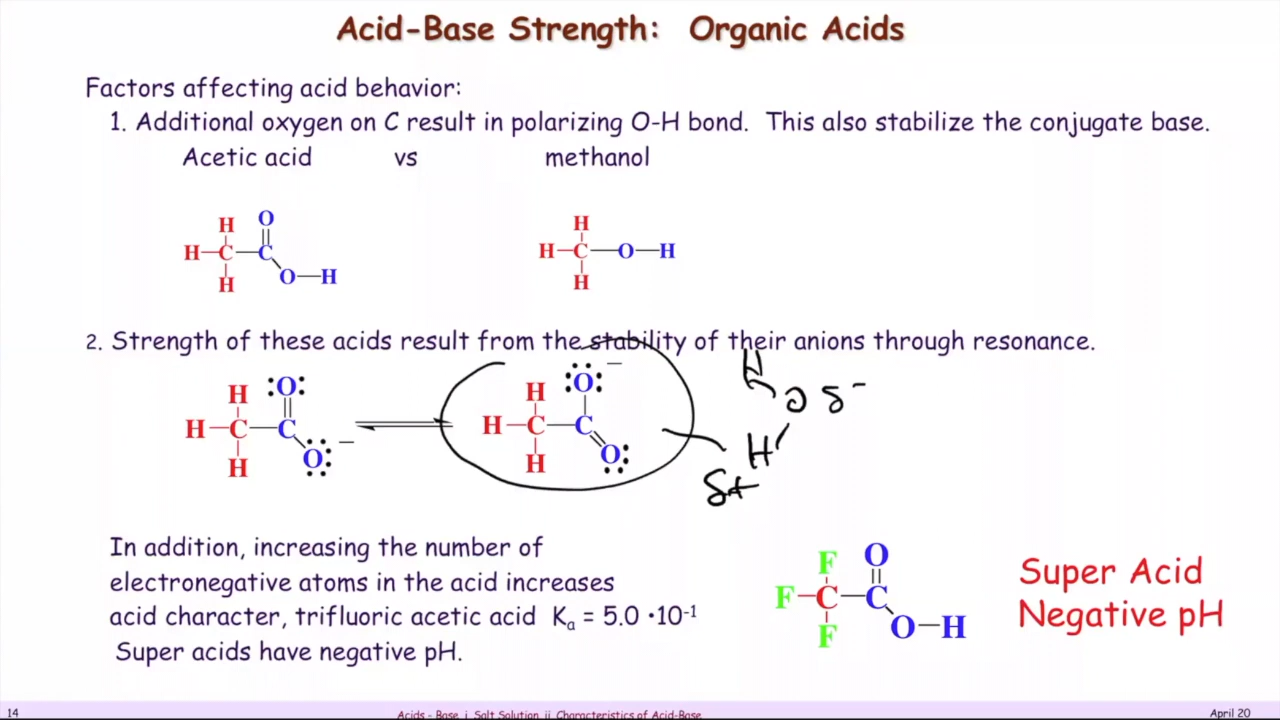 Acid-Base Strength: Organic Acids
Factors affecting acid behavior:
1. Additional oxygen on C result in polarizing O-H bond. This also stabilize the conjugate base.
Acetic acid vs methanol
H O H
H-C-C H-C-O-H
H O-H H
2. Strength of these acids result from the stability of their anions through resonance.
H :O: H :O: −
H-C-C H-C-C
H :O: − H O:
H
O δ−
H
δ+
In addition, increasing the number of
electronegative atoms in the acid increases
acid character, trifluoric acetic acid Ka = 5.0 •10-1
Super acids have negative pH.
F O
F-C-C
F O-H
Super Acid
Negative pH
14 Acids - Base i Salt Solution ii Characteristics of Acid-Base April 20